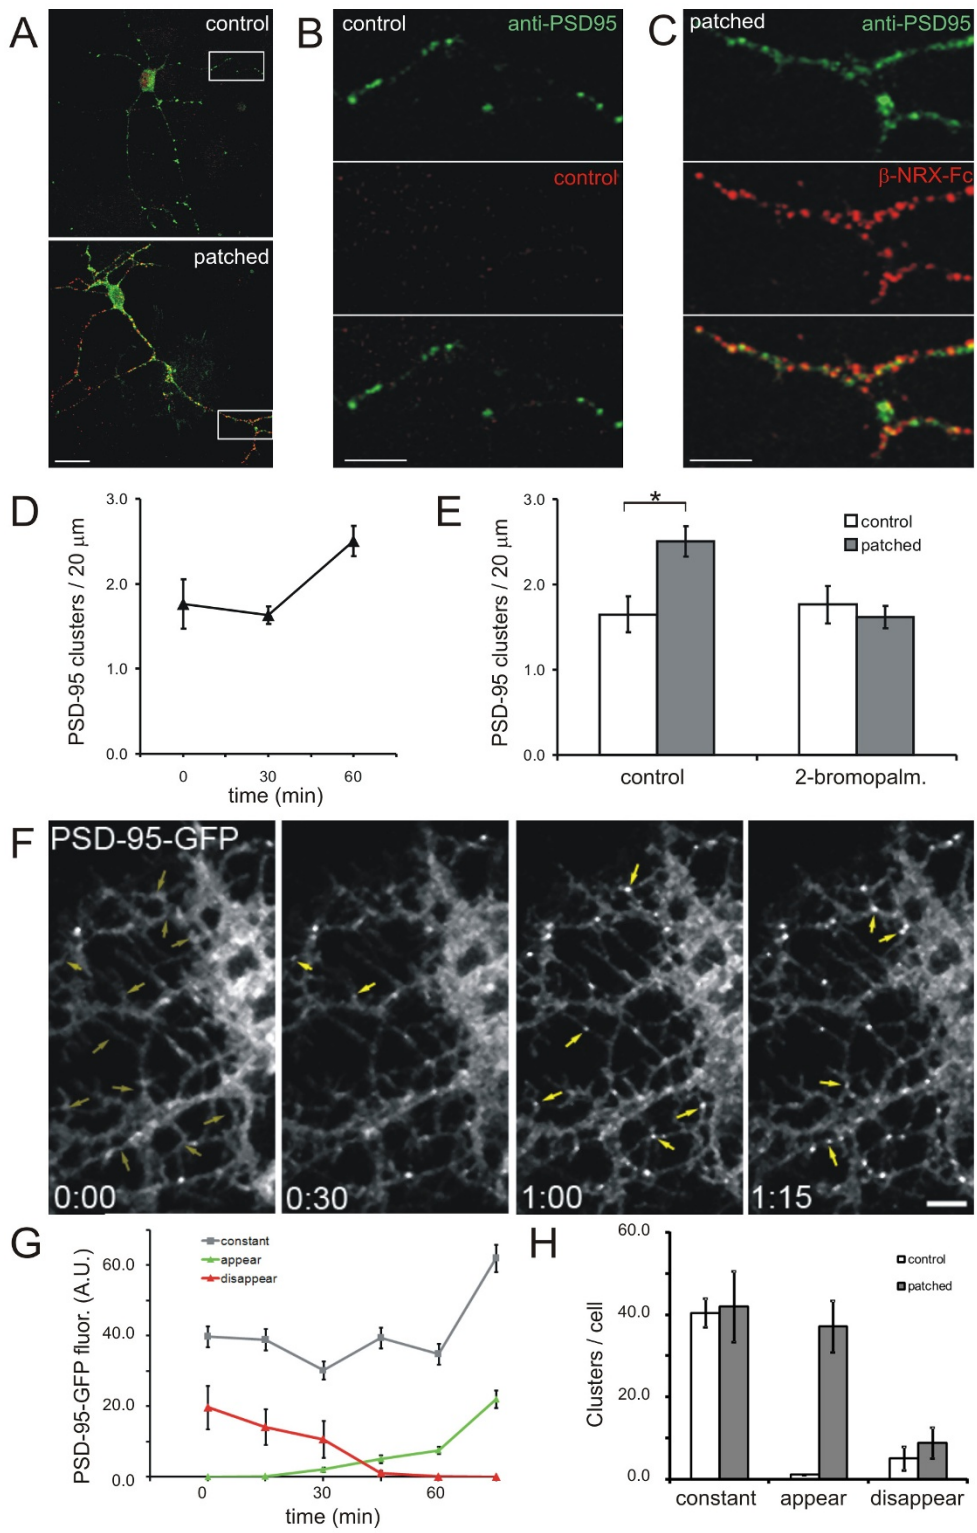 A
control
patched
B
control
anti-PSD95
control
C
patched
anti-PSD95
β-NRX-Fc
D
PSD-95 clusters / 20 μm
3.0
2.0
1.0
0.0
0
30
60
time (min)
E
PSD-95 clusters / 20 μm
3.0
2.0
1.0
0.0
*
control
patched
control
2-bromopalm.
F
PSD-95-GFP
0:00
0:30
1:00
1:15
G
PSD-95-GFP fluor. (A.U.)
60.0
40.0
20.0
0.0
constant
appear
disappear
0
30
60
time (min)
H
Clusters / cell
60.0
40.0
20.0
0.0
control
patched
constant
appear
disappear